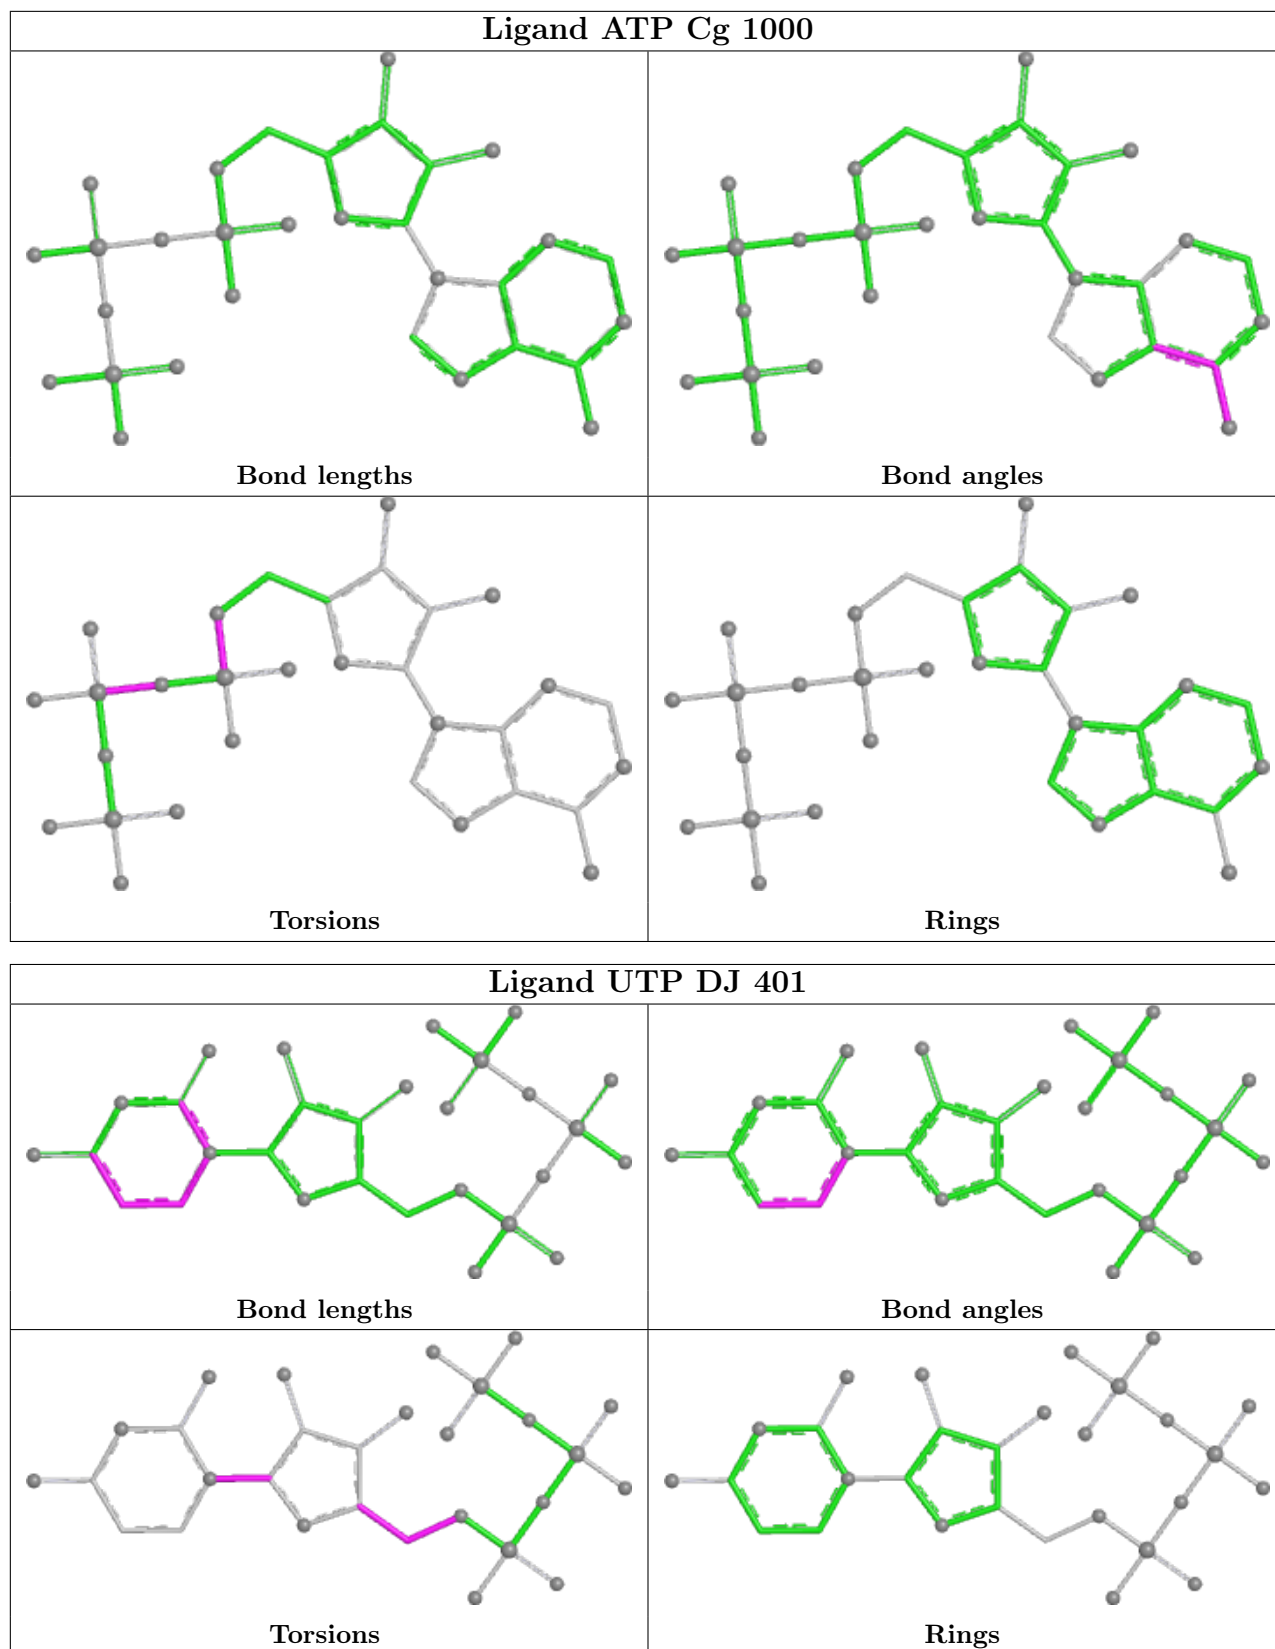 Ligand ATP Cg 1000
Bond lengths
Bond angles
Torsions
Rings
Ligand UTP DJ 401
Bond lengths
Bond angles
Torsions
Rings